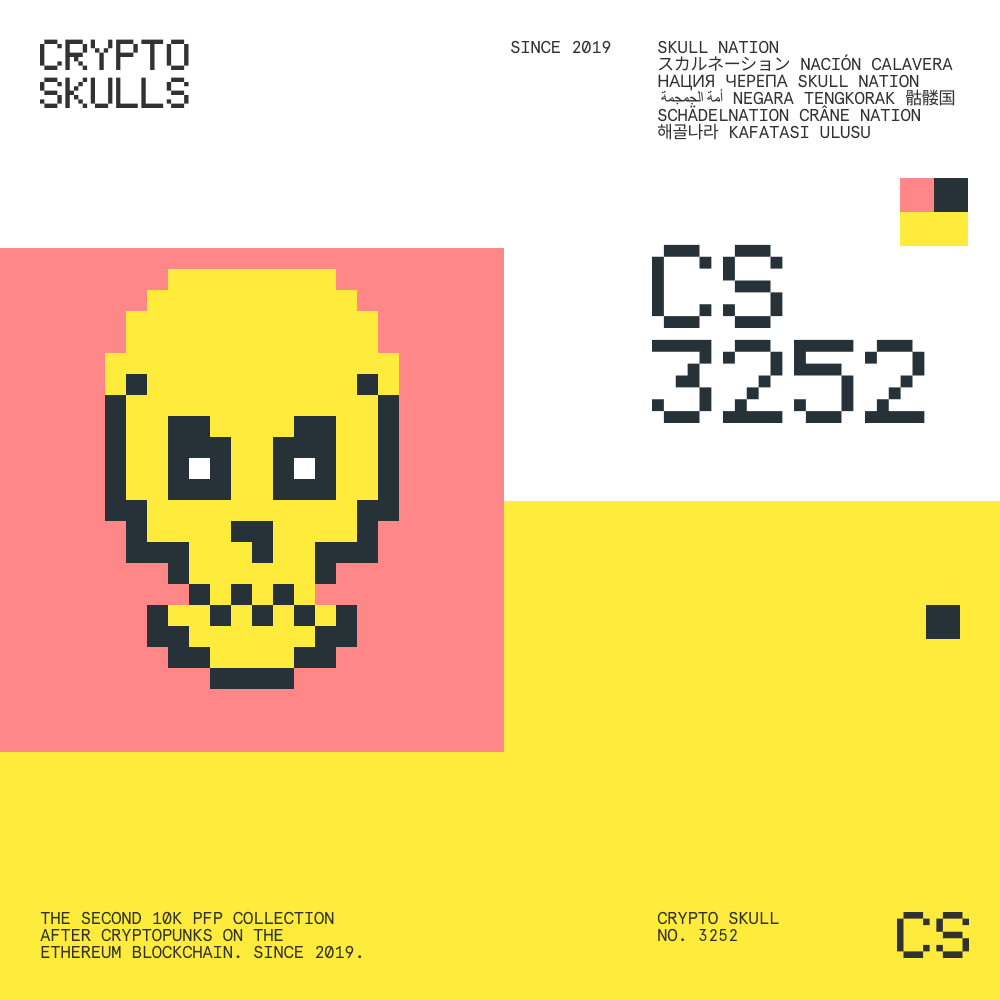 CRYPTO
SKULLS
SINCE 2019
SKULL NATION
スカルネーション NACIÓN CALAVERA
НАЦИЯ ЧЕРЕПА SKULL NATION
أمة الجمجمة NEGARA TENGKORAK 骷髅国
SCHÄDELNATION CRÂNE NATION
해골나라 KAFATASI ULUSU
CS
3252
THE SECOND 10K PFP COLLECTION
AFTER CRYPTOPUNKS ON THE
ETHEREUM BLOCKCHAIN. SINCE 2019.
CRYPTO SKULL
NO. 3252
CS